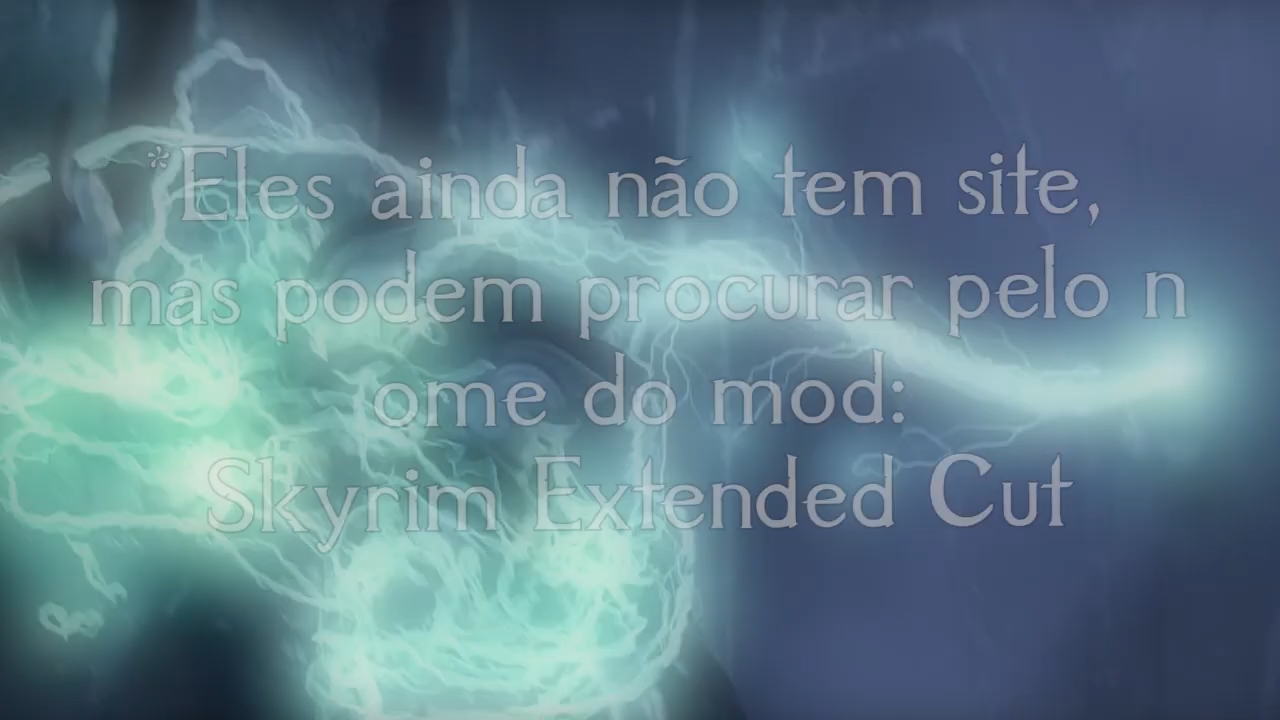 *Eles ainda não tem site,
mas podem procurar pelo n
ome do mod:
Skyrim Extended Cut